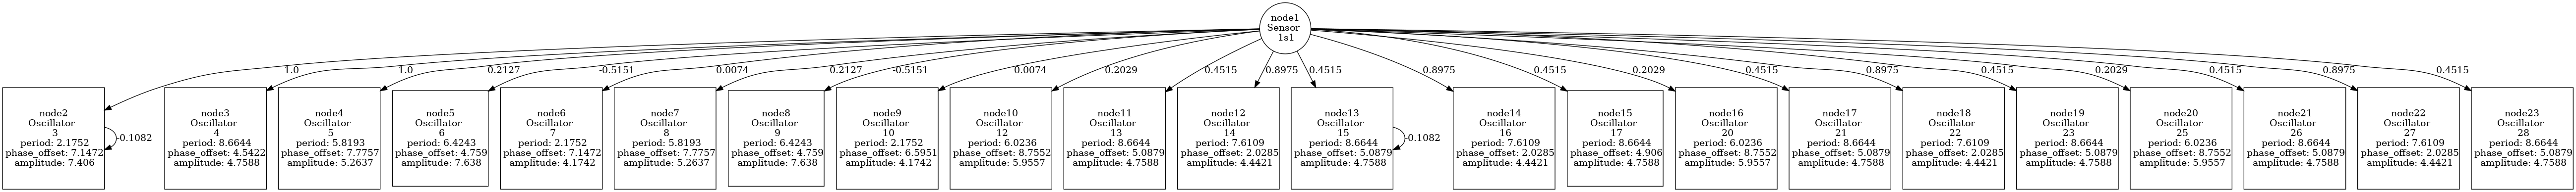 node1
Sensor
1s1
1.0
1.0
0.2127
-0.5151
0.0074
0.2127
-0.5151
0.0074
0.2029
0.4515
0.8975
0.4515
0.8975
0.4515
0.2029
0.4515
0.8975
0.4515
0.2029
0.4515
0.8975
0.4515
node2
Oscillator
3
period: 2.1752
phase_offset: 7.1472
amplitude: 7.406
-0.1082
node3
Oscillator
4
period: 8.6644
phase_offset: 4.5422
amplitude: 4.7588
node4
Oscillator
5
period: 5.8193
phase_offset: 7.7757
amplitude: 5.2637
node5
Oscillator
6
period: 6.4243
phase_offset: 4.759
amplitude: 7.638
node6
Oscillator
7
period: 2.1752
phase_offset: 7.1472
amplitude: 4.1742
node7
Oscillator
8
period: 5.8193
phase_offset: 7.7757
amplitude: 5.2637
node8
Oscillator
9
period: 6.4243
phase_offset: 4.759
amplitude: 7.638
node9
Oscillator
10
period: 2.1752
phase_offset: 6.5951
amplitude: 4.1742
node10
Oscillator
12
period: 6.0236
phase_offset: 8.7552
amplitude: 5.9557
node11
Oscillator
13
period: 8.6644
phase_offset: 5.0879
amplitude: 4.7588
node12
Oscillator
14
period: 7.6109
phase_offset: 2.0285
amplitude: 4.4421
node13
Oscillator
15
period: 8.6644
phase_offset: 5.0879
amplitude: 4.7588
-0.1082
node14
Oscillator
16
period: 7.6109
phase_offset: 2.0285
amplitude: 4.4421
node15
Oscillator
17
period: 8.6644
phase_offset: 4.906
amplitude: 4.7588
node16
Oscillator
20
period: 6.0236
phase_offset: 8.7552
amplitude: 5.9557
node17
Oscillator
21
period: 8.6644
phase_offset: 5.0879
amplitude: 4.7588
node18
Oscillator
22
period: 7.6109
phase_offset: 2.0285
amplitude: 4.4421
node19
Oscillator
23
period: 8.6644
phase_offset: 5.0879
amplitude: 4.7588
node20
Oscillator
25
period: 6.0236
phase_offset: 8.7552
amplitude: 5.9557
node21
Oscillator
26
period: 8.6644
phase_offset: 5.0879
amplitude: 4.7588
node22
Oscillator
27
period: 7.6109
phase_offset: 2.0285
amplitude: 4.4421
node23
Oscillator
28
period: 8.6644
phase_offset: 5.0879
amplitude: 4.7588